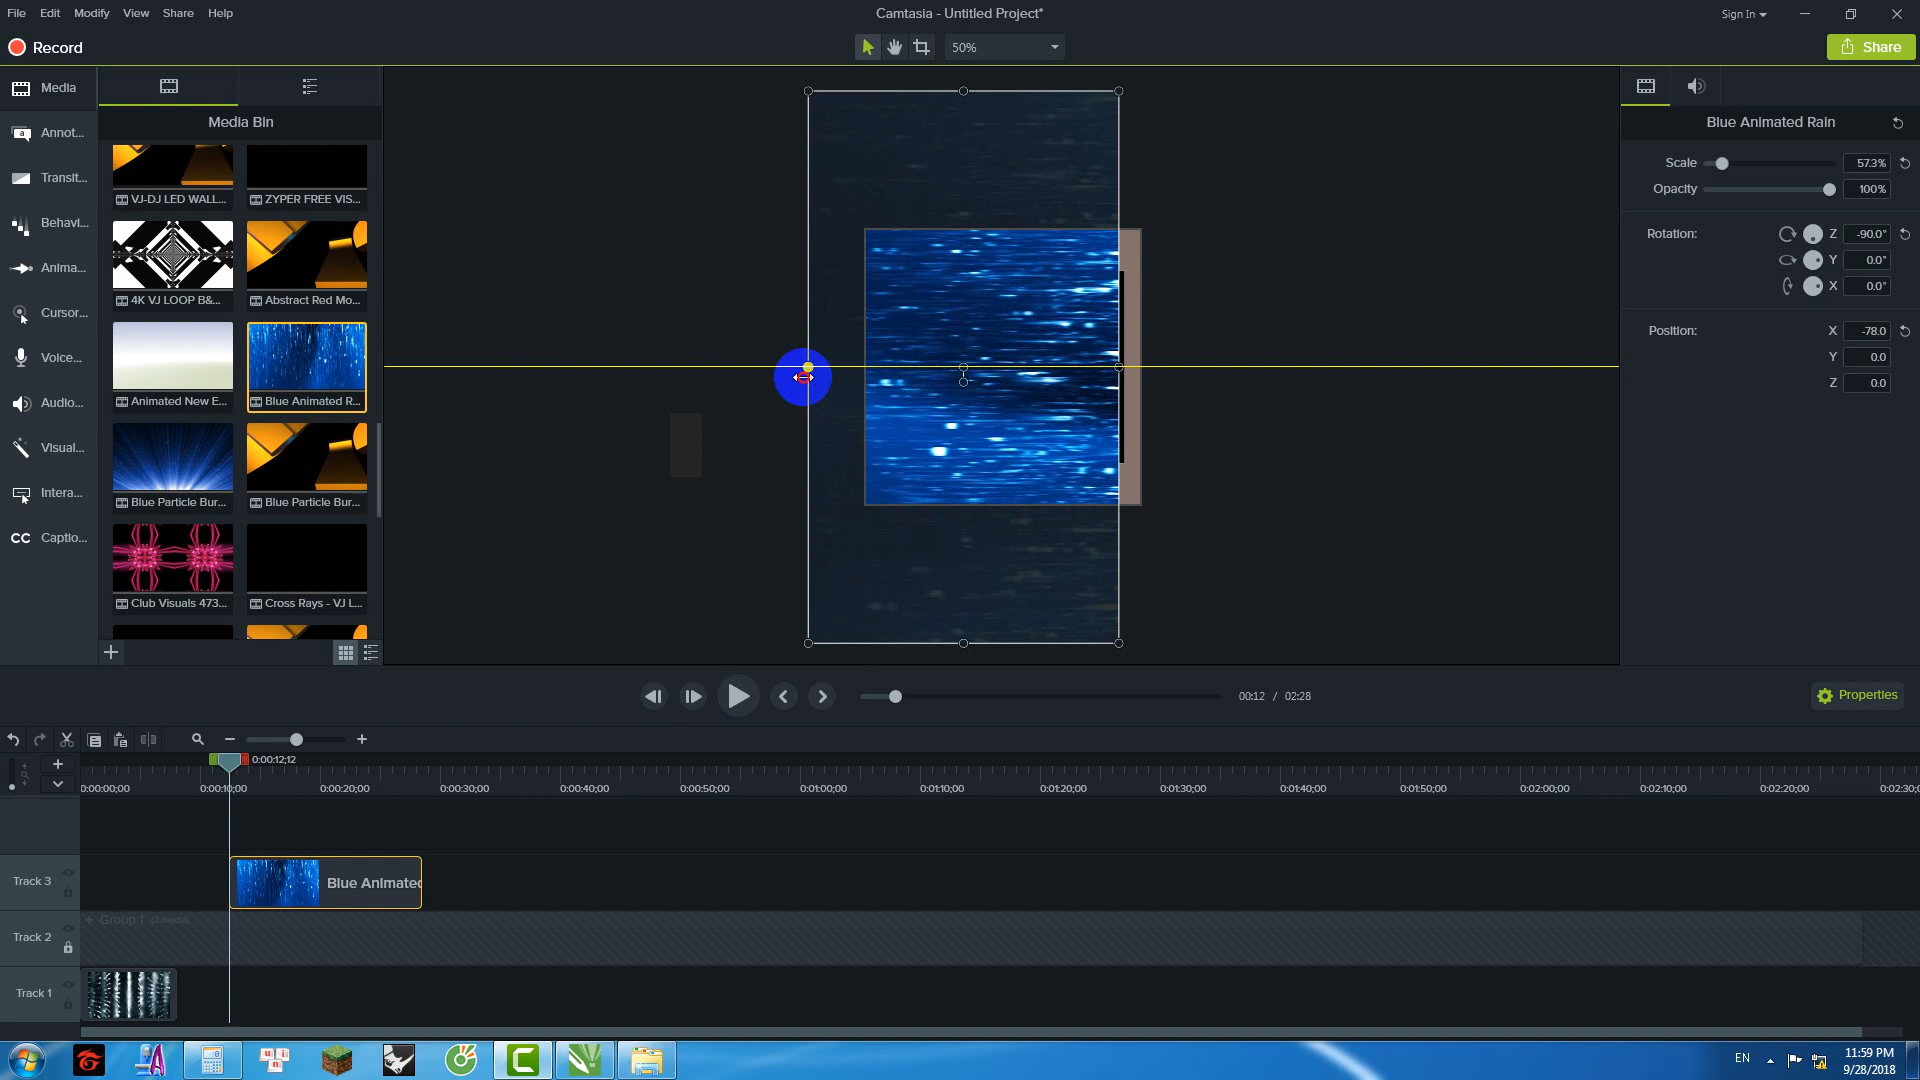 File Edit Modify View Share Help
Camtasia - Untitled Project*
Sign In
Record
50%
Share
Media
Annot...
Transit...
Behavi...
Anima...
Cursor...
Voice...
Audio...
Visual...
Intera...
CC Captio...
Media Bin
VJ-DJ LED WALL... ZYPER FREE VIS...
4K VJ LOOP B&... Abstract Red Mo...
Animated New E... Blue Animated R...
Blue Particle Bur... Blue Particle Bur...
Club Visuals 473... Cross Rays - VJ L...
Blue Animated Rain
Scale 57.3%
Opacity 100%
Rotation: Z -90.0°
Y 0.0°
X 0.0°
Position: X -78.0
Y 0.0
Z 0.0
00:12 / 02:28
Properties
0:00:12;12
0:00:00;00 0:00:10;00 0:00:20;00 0:00:30;00 0:00:40;00 0:00:50;00 0:01:00;00 0:01:10;00 0:01:20;00 0:01:30;00 0:01:40;00 0:01:50;00 0:02:00;00 0:02:10;00 0:02:20;00 0:02:30;0
Track 3
Blue Animated
Track 2
+ Group 1 (7 media)
Track 1
EN
11:59 PM
9/28/2018